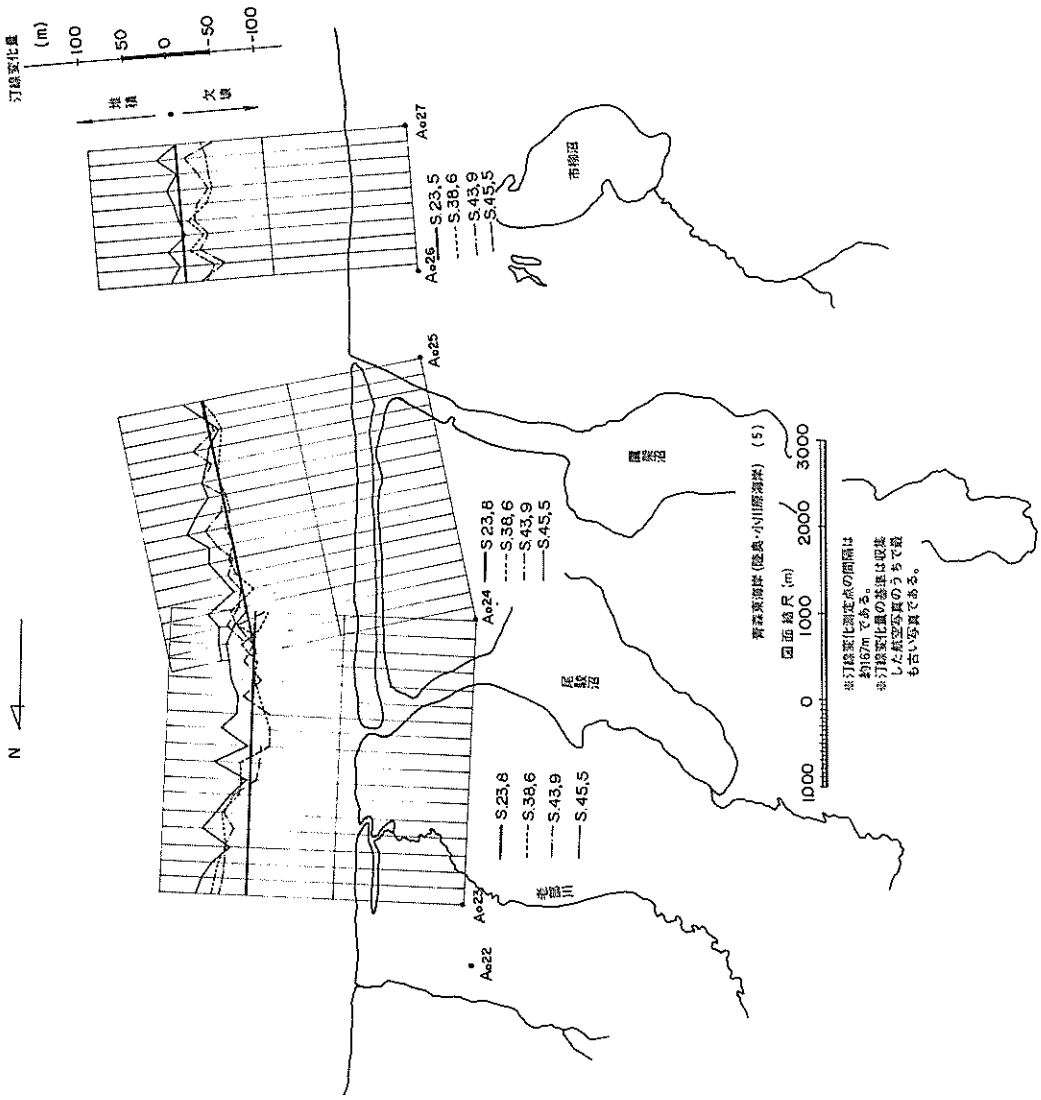 汀線変化量
(m)
100
50
0
-50
-100
堆積
欠壊
N
Ao27
Ao26
S.23,5
S.38,6
S.43,9
S.45,5
市柳沼
Ao25
鷹架沼
Ao24
S.23,8
S.38,6
S.43,9
S.45,5
尾駮沼
Ao23
S.23,8
S.38,6
S.43,9
S.45,5
老部川
Ao22
青森東海岸(陸奥・小川原海岸) (5)
図面縮尺(m)
1000 0 1000 2000 3000
※汀線変化測定点の間隔は
約167mである。
※汀線変化量の基準は収集
した航空写真のうちで最
も古い写真である。